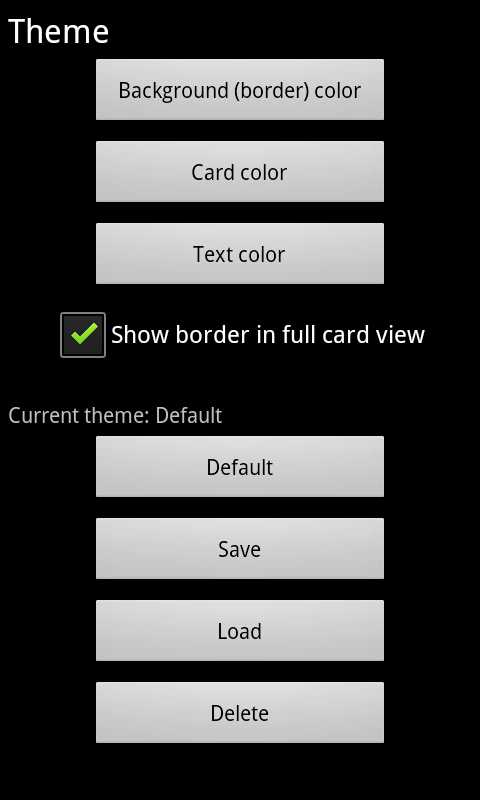 Theme
Background (border) color
Card color
Text color
Show border in full card view
Current theme: Default
Default
Save
Load
Delete